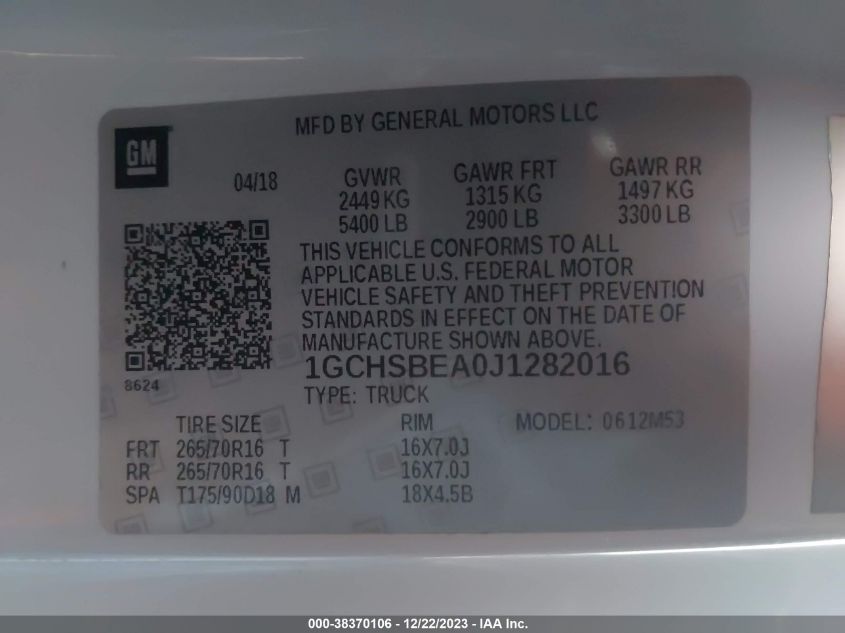 MFD BY GENERAL MOTORS LLC
GM
04/18
GVWR GAWR FRT GAWR RR
2449 KG 1315 KG 1497 KG
5400 LB 2900 LB 3300 LB
THIS VEHICLE CONFORMS TO ALL
APPLICABLE U.S. FEDERAL MOTOR
VEHICLE SAFETY AND THEFT PREVENTION
STANDARDS IN EFFECT ON THE DATE OF
MANUFACTURE SHOWN ABOVE.
1GCHSBEA0J1282016
8624
TYPE: TRUCK
TIRE SIZE RIM MODEL: 0612M53
FRT 265/70R16 T 16X7.0J
RR 265/70R16 T 16X7.0J
SPA T175/90D18 M 18X4.5B
000-38370106 - 12/22/2023 - IAA Inc.